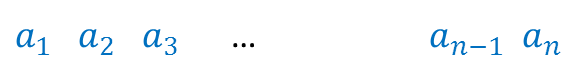 a₁ a₂ a₃ ... aₙ₋₁ aₙ